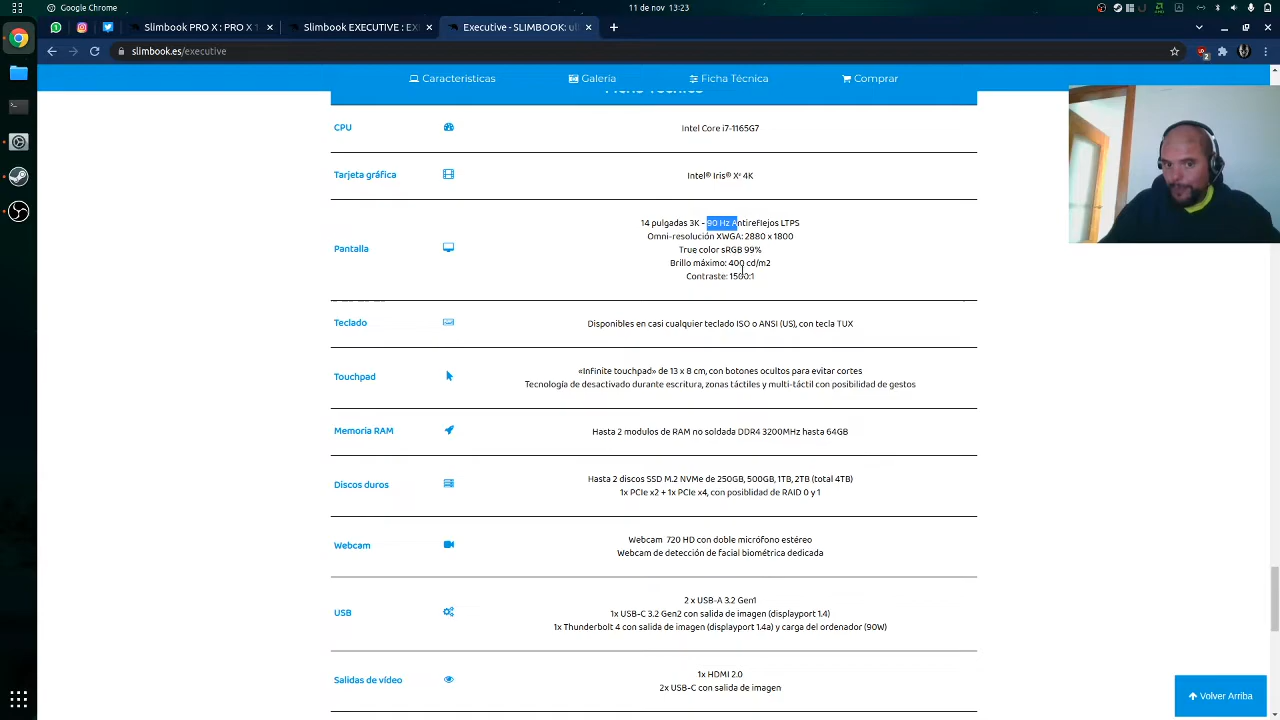 Google Chrome
11 de nov 13:23
Slimbook PRO X : PRO X 1
Slimbook EXECUTIVE : EX
Executive - SLIMBOOK: ul
slimbook.es/executive
2
Caracteristicas
Galeria
Ficha Técnica
Comprar
Ficha Técnica
CPU
Intel Core i7-1165G7
Tarjeta gráfica
Intel® Iris® Xᵉ 4K
Pantalla
14 pulgadas 3K - 90 Hz Antireflejos LTPS
Omni-resolución XWGA: 2880 x 1800
True color sRGB 99%
Brillo máximo: 400 cd/m2
Contraste: 1500:1
Teclado
Disponibles en casi cualquier teclado ISO o ANSI (US), con tecla TUX
Touchpad
«Infinite touchpad» de 13 x 8 cm, con botones ocultos para evitar cortes
Tecnología de desactivado durante escritura, zonas táctiles y multi-táctil con posibilidad de gestos
Memoria RAM
Hasta 2 modulos de RAM no soldada DDR4 3200MHz hasta 64GB
Discos duros
Hasta 2 discos SSD M.2 NVMe de 250GB, 500GB, 1TB, 2TB (total 4TB)
1x PCIe x2 + 1x PCIe x4, con posiblidad de RAID 0 y 1
Webcam
Webcam 720 HD con doble micrófono estéreo
Webcam de detección de facial biométrica dedicada
USB
2 x USB-A 3.2 Gen1
1x USB-C 3.2 Gen2 con salida de imagen (displayport 1.4)
1x Thunderbolt 4 con salida de imagen (displayport 1.4a) y carga del ordenador (90W)
Salidas de vídeo
1x HDMI 2.0
2x USB-C con salida de imagen
Volver Arriba